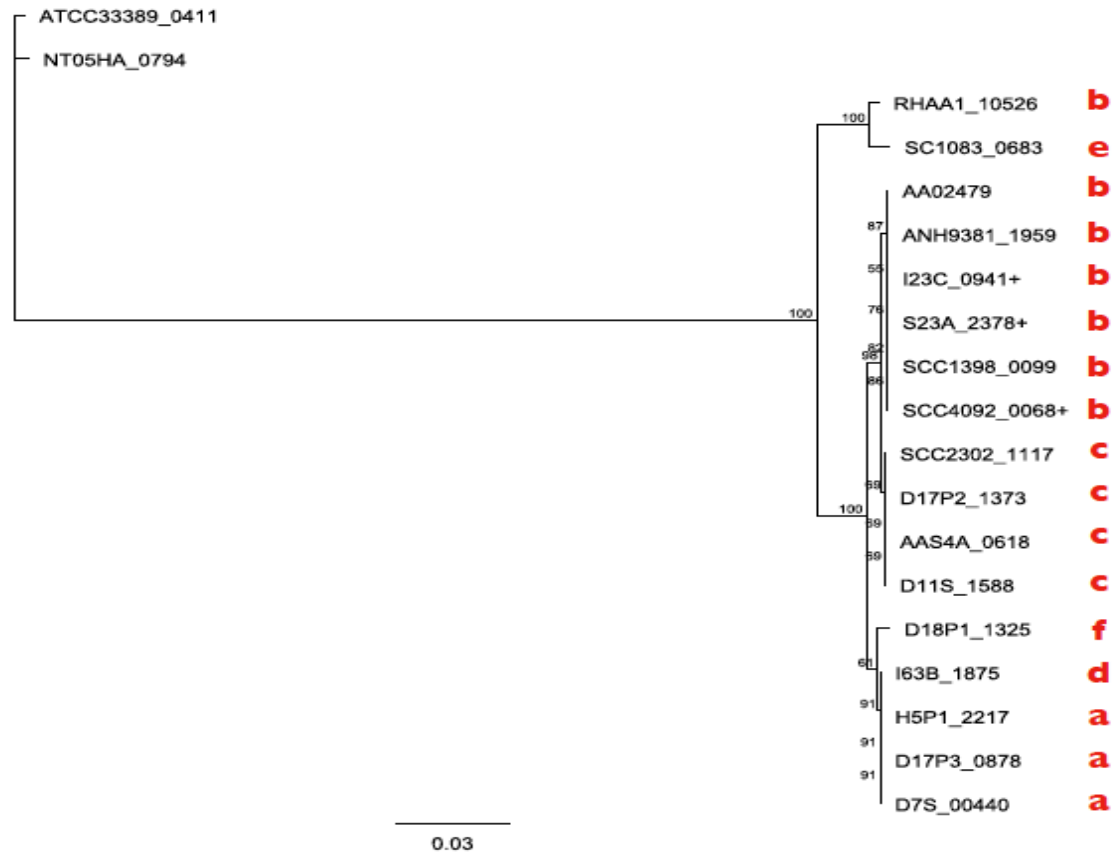 ATCC33389_0411
NT05HA_0794
RHAA1_10526 b
100
SC1083_0683 e
AA02479 b
87
ANH9381_1959 b
55
I23C_0941+ b
76
100
S23A_2378+ b
82
98
SCC1398_0099 b
86
SCC4092_0068+ b
SCC2302_1117 c
69
D17P2_1373 c
100
69
AAS4A_0618 c
69
D11S_1588 c
D18P1_1325 f
61
I63B_1875 d
91
H5P1_2217 a
91
D17P3_0878 a
91
D7S_00440 a
0.03